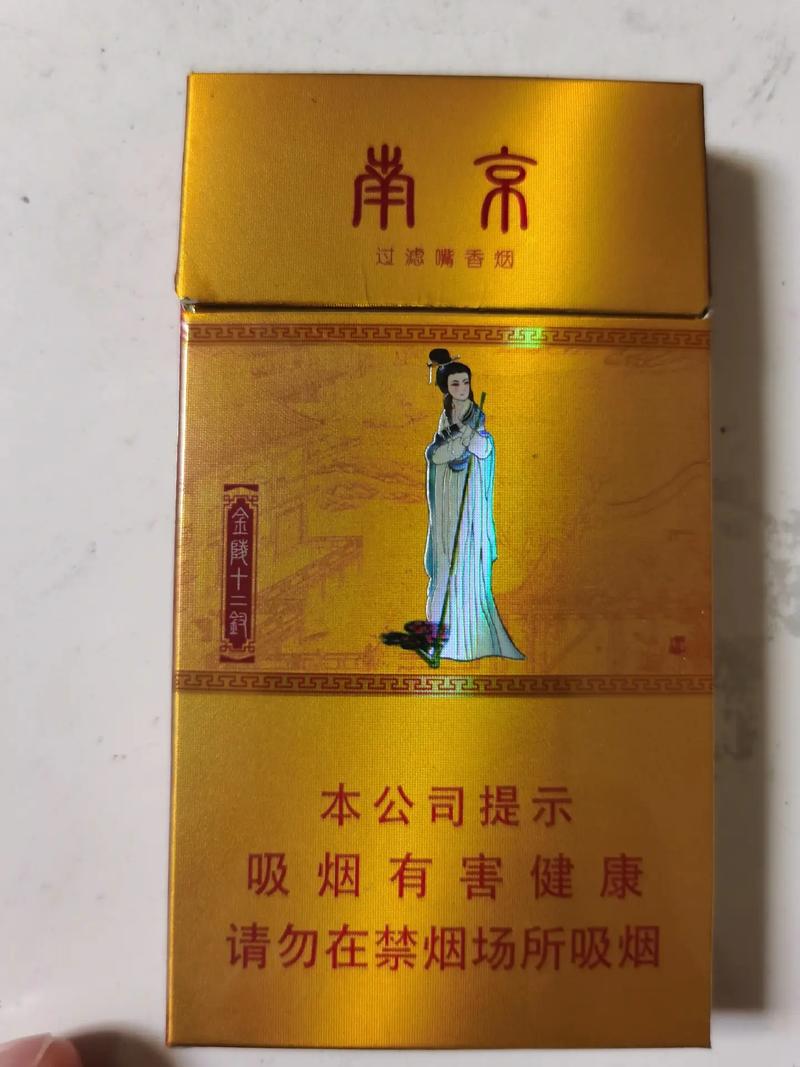 南京
过滤嘴香烟
金陵十二钗
本公司提示
吸烟有害健康
请勿在禁烟场所吸烟